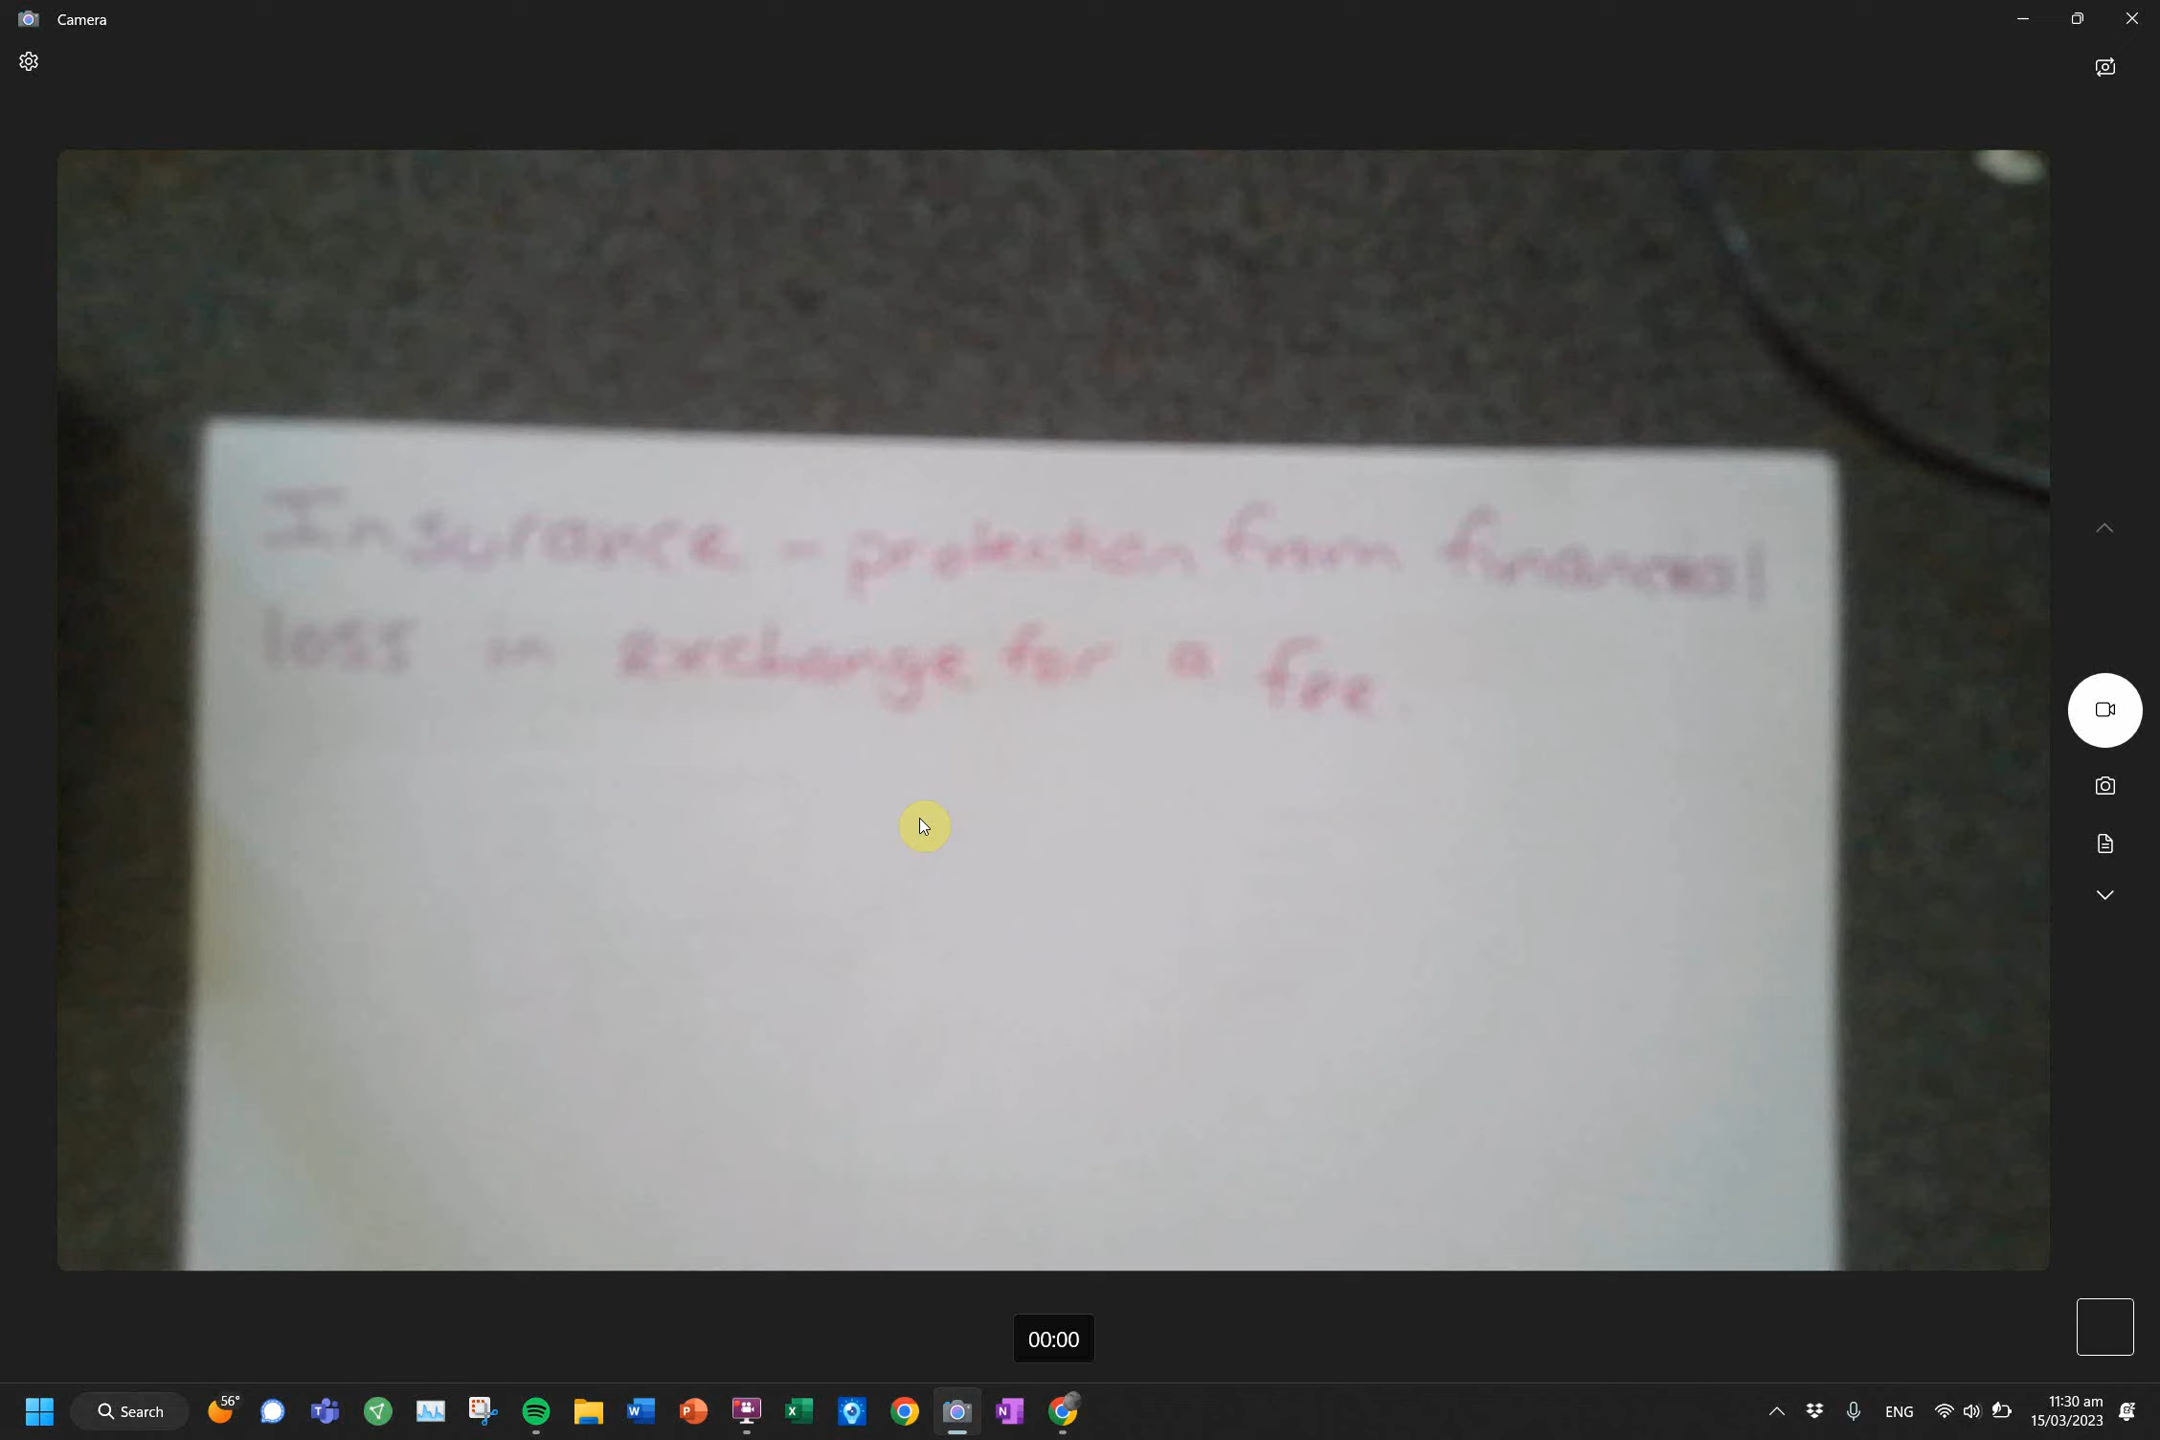 Camera
Insurance - protection from financial
loss in exchange for a fee
00:00
56°
Search
ENG
11:30 am
15/03/2023